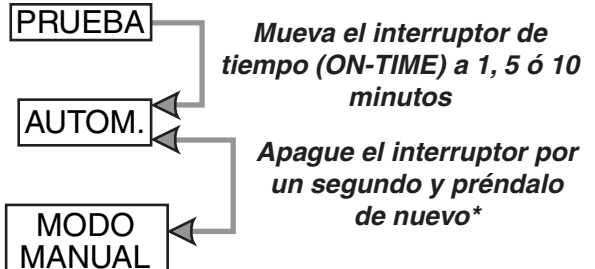 PRUEBA
Mueva el interruptor de
tiempo (ON-TIME) a 1, 5 ó 10
minutos
AUTOM.
Apague el interruptor por
un segundo y préndalo
de nuevo*
MODO
MANUAL